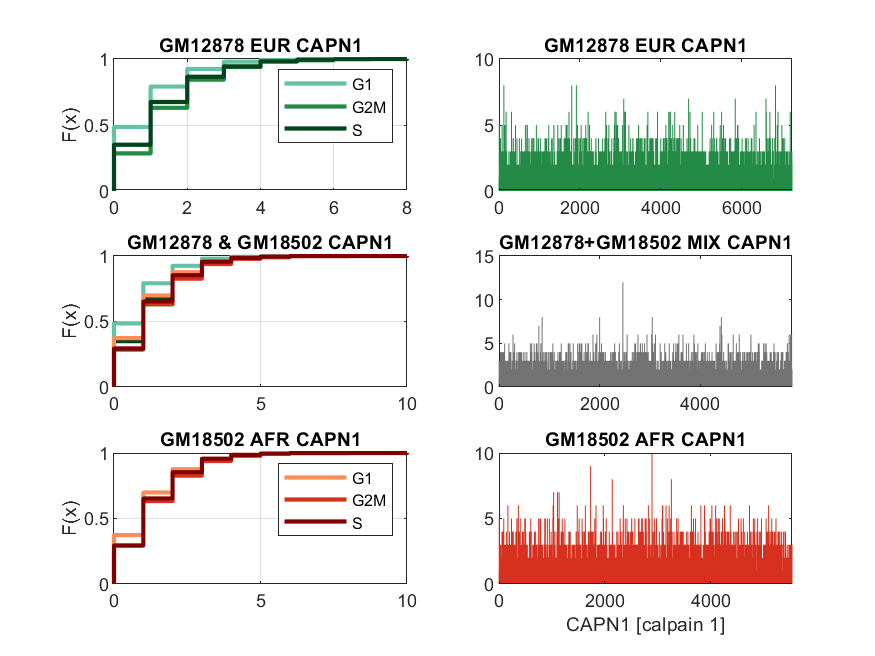 GM12878 EUR CAPN1
F(x)
1
0.5
0
0 2 4 6 8
G1
G2M
S
GM12878 EUR CAPN1
10
5
0
0 2000 4000 6000
GM12878 & GM18502 CAPN1
F(x)
1
0.5
0
0 5 10
GM12878+GM18502 MIX CAPN1
15
10
5
0
0 2000 4000
GM18502 AFR CAPN1
F(x)
1
0.5
0
0 5 10
G1
G2M
S
GM18502 AFR CAPN1
10
5
0
0 2000 4000
CAPN1 [calpain 1]